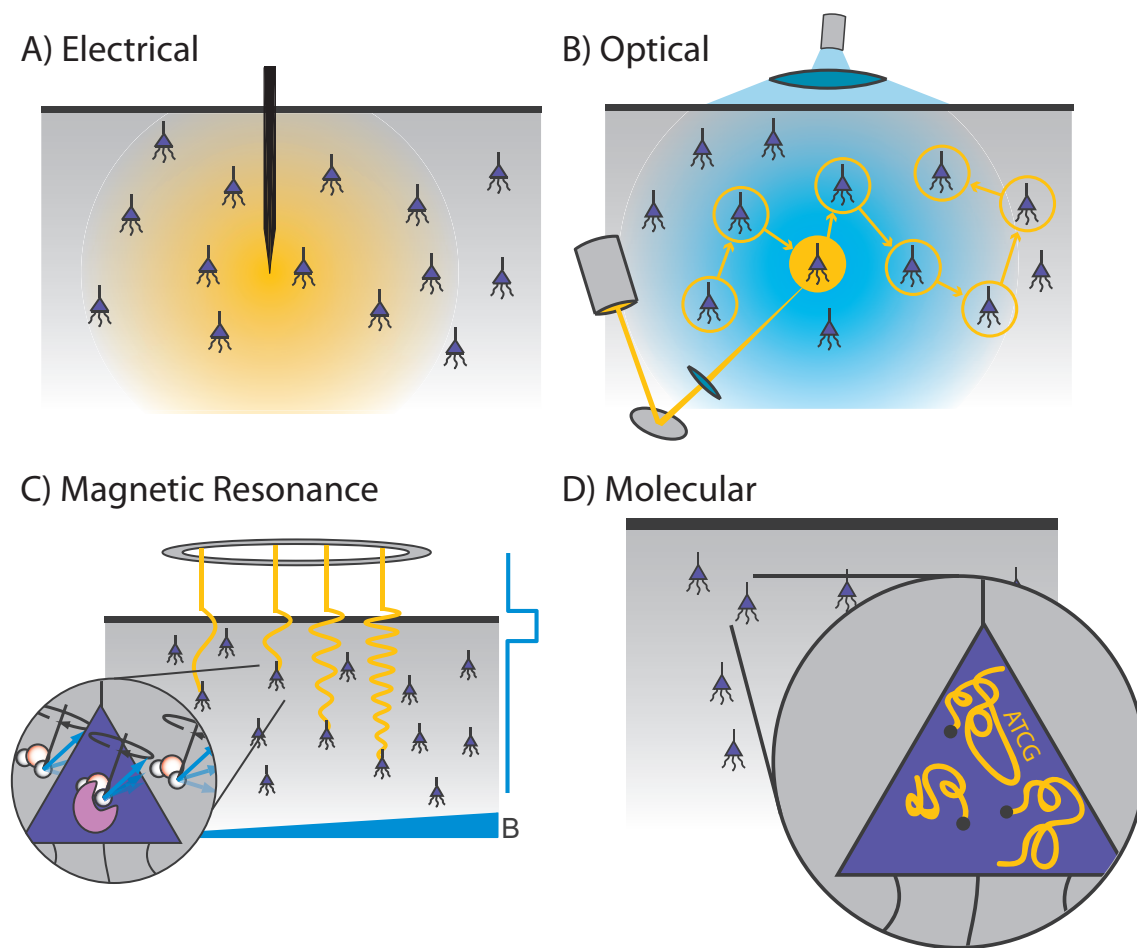 A) Electrical
B) Optical
C) Magnetic Resonance
B
D) Molecular
ATCG